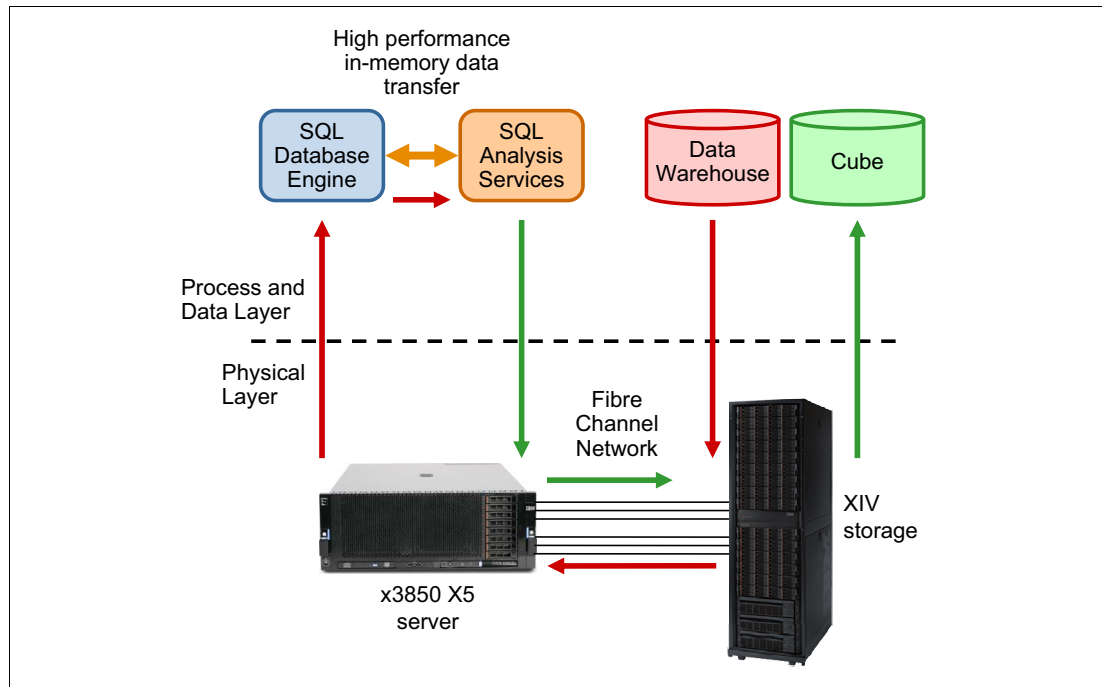 High performance
in-memory data
transfer
SQL
Database
Engine
SQL
Analysis
Services
Data
Warehouse
Cube
Process and
Data Layer
Physical
Layer
Fibre
Channel
Network
XIV
storage
x3850 X5
server